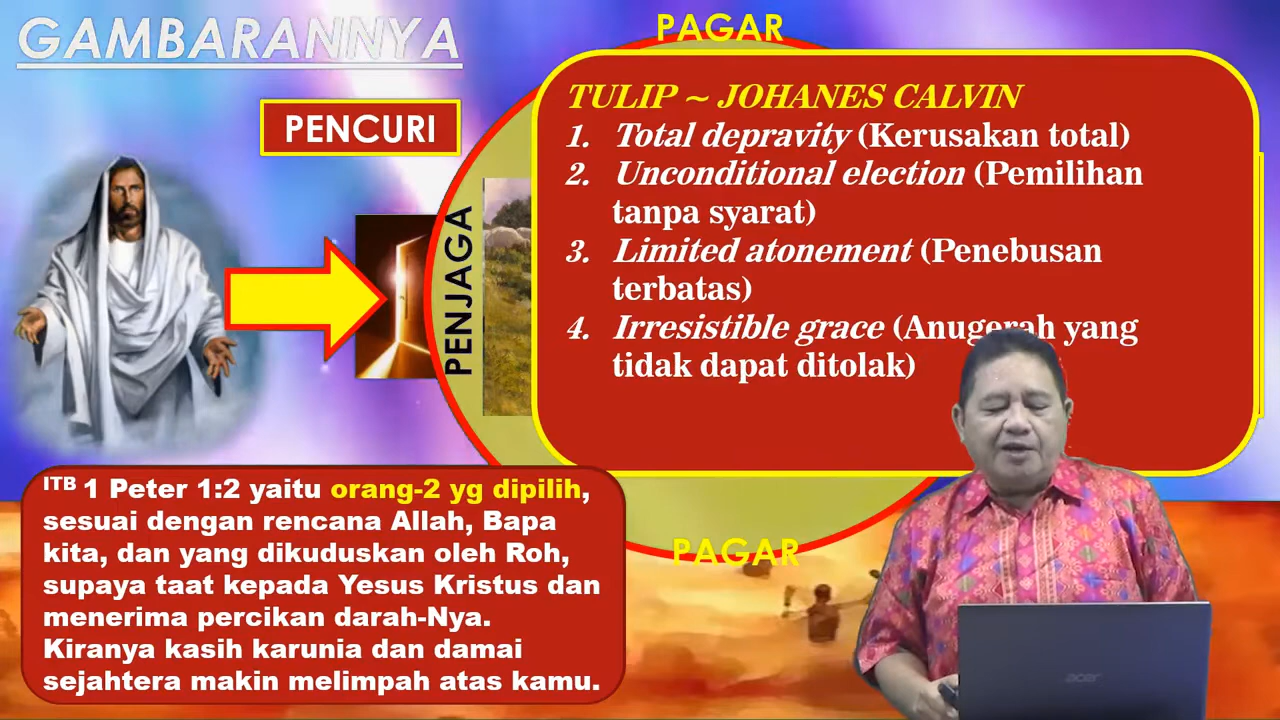 GAMBARANNYA
PAGAR
PENCURI
PENJAGA
TULIP ~ JOHANES CALVIN
1. Total depravity (Kerusakan total)
2. Unconditional election (Pemilihan
tanpa syarat)
3. Limited atonement (Penebusan
terbatas)
4. Irresistible grace (Anugerah yang
tidak dapat ditolak)
ITB 1 Peter 1:2 yaitu orang-2 yg dipilih,
sesuai dengan rencana Allah, Bapa
kita, dan yang dikuduskan oleh Roh,
supaya taat kepada Yesus Kristus dan
menerima percikan darah-Nya.
Kiranya kasih karunia dan damai
sejahtera makin melimpah atas kamu.
PAGAR
acer